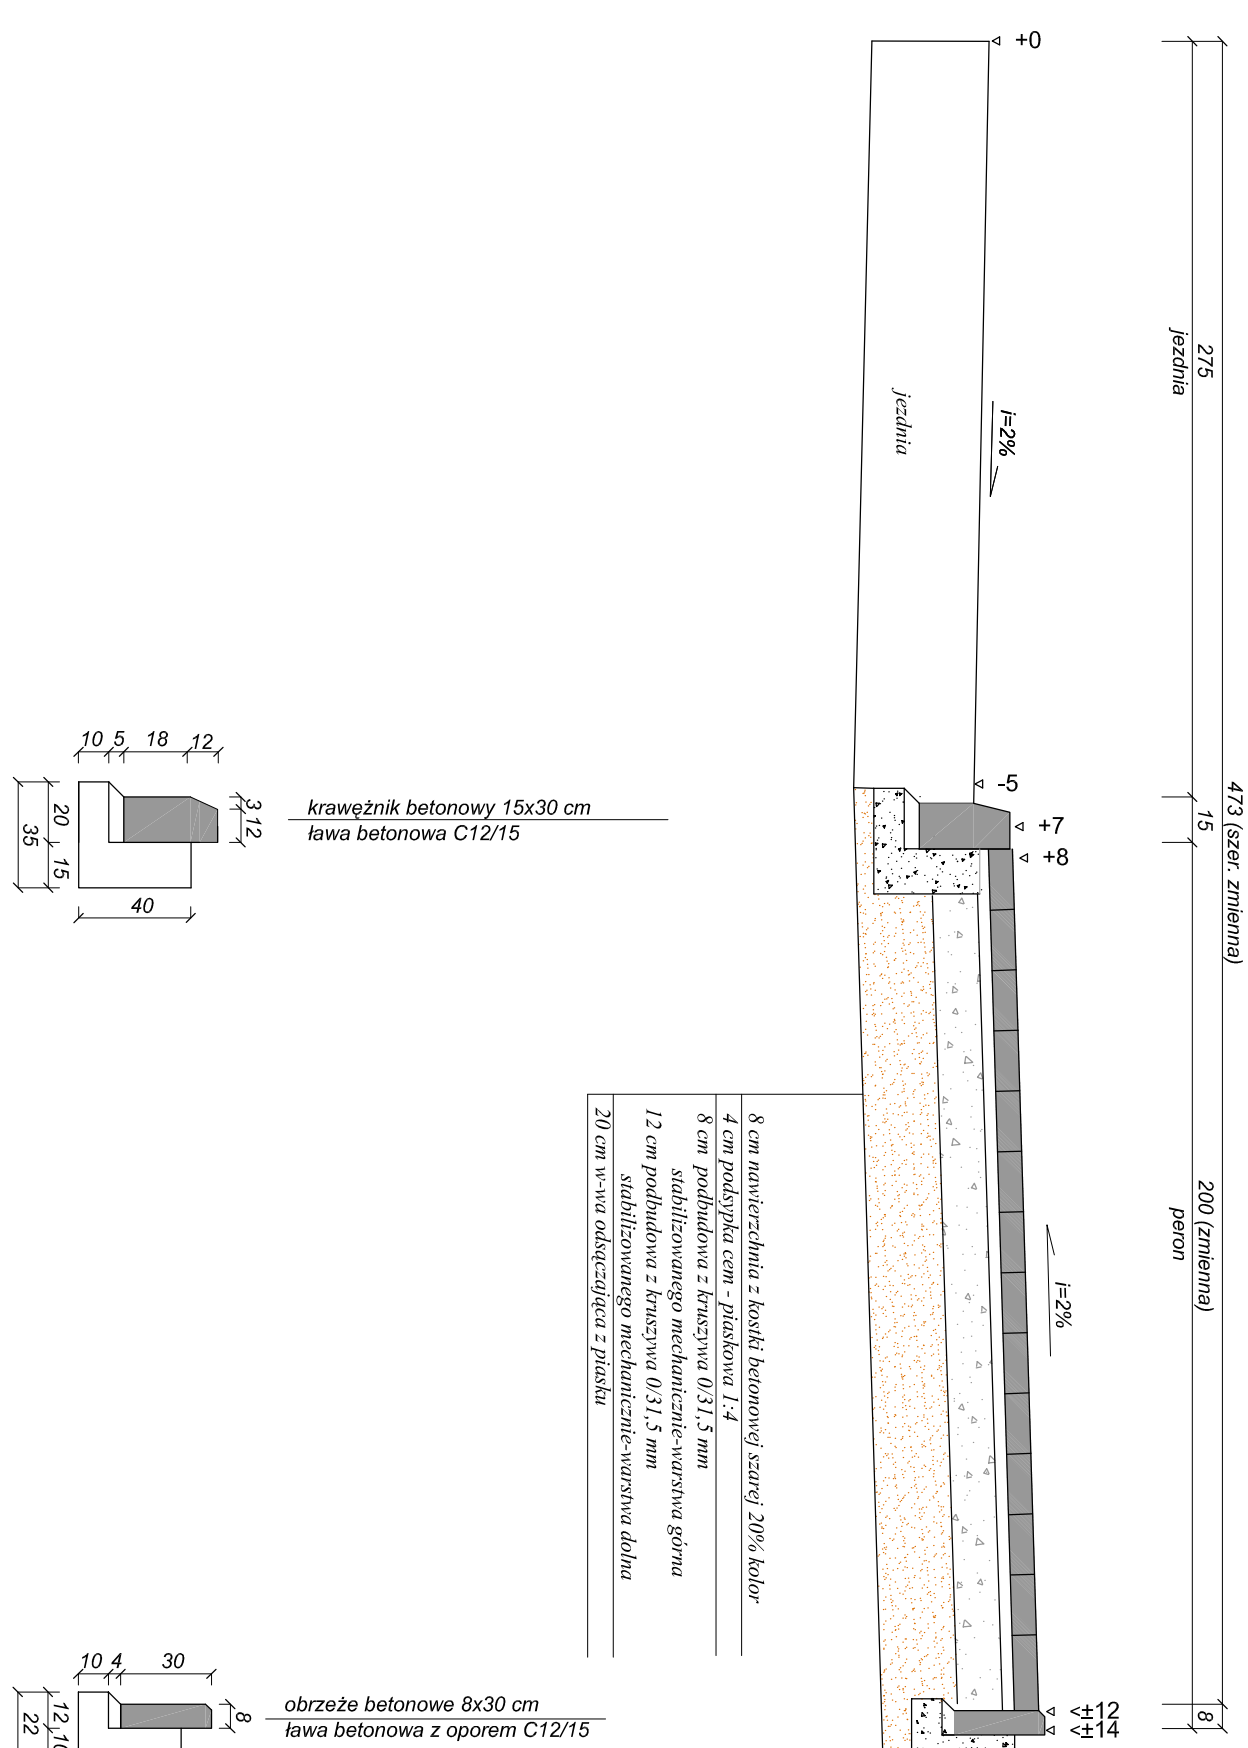 +0
275
jezdnia
jezdnia
i=2%
-5
+7
+8
15
473 (szer. zmienna)
200 (zmienna)
peron
i=2%
±12
±14
8
10 5 18 12
3 12
20 15
35
40
krawężnik betonowy 15x30 cm
ława betonowa C12/15
8 cm nawierzchnia z kostki betonowej szarej 20% kolor
4 cm podsypka cem - piaskowa 1:4
8 cm podbudowa z kruszywa 0/31,5 mm
stabilizowanego mechanicznie-warstwa górna
12 cm podbudowa z kruszywa 0/31,5 mm
stabilizowanego mechanicznie-warstwa dolna
20 cm w-wa odsączająca z piasku
10 4 30
8
12 10
22
obrzeże betonowe 8x30 cm
ława betonowa z oporem C12/15